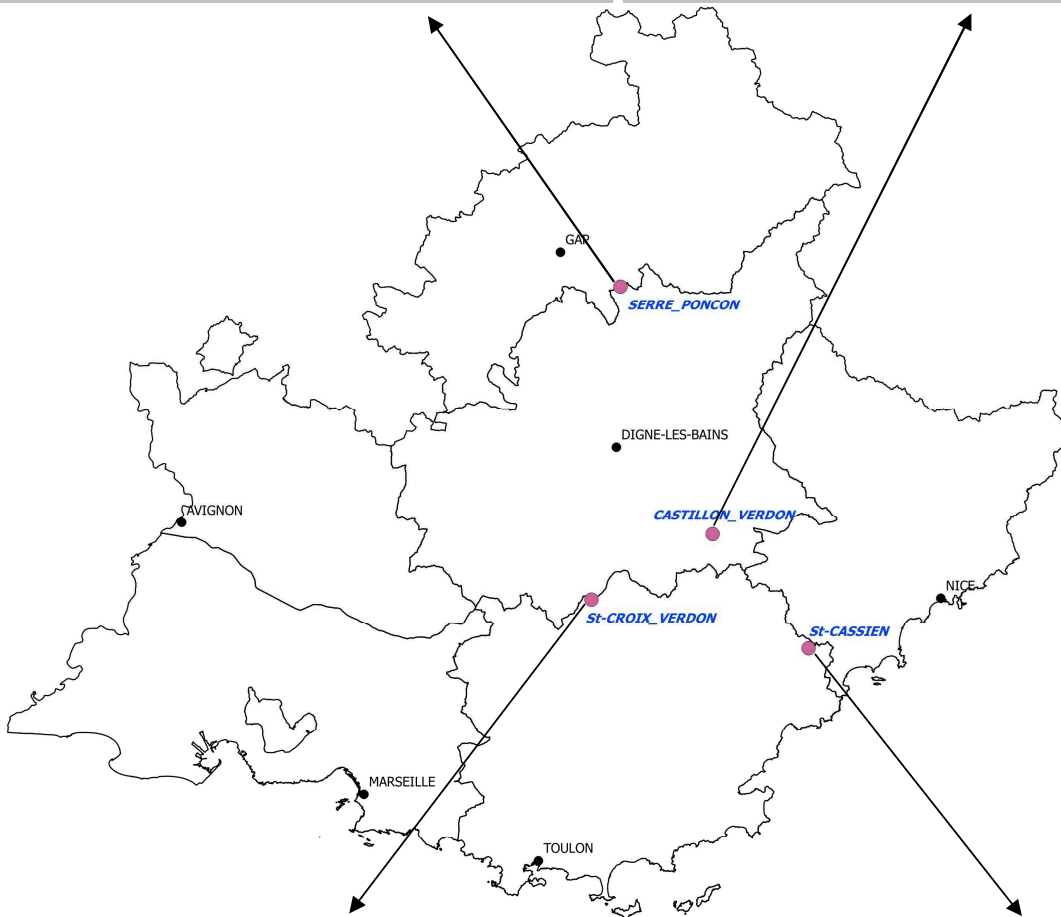 GAP
SERRE_PONCON
DIGNE-LES-BAINS
AVIGNON
CASTILLON_VERDON
NICE
St-CROIX_VERDON
St-CASSIEN
MARSEILLE
TOULON